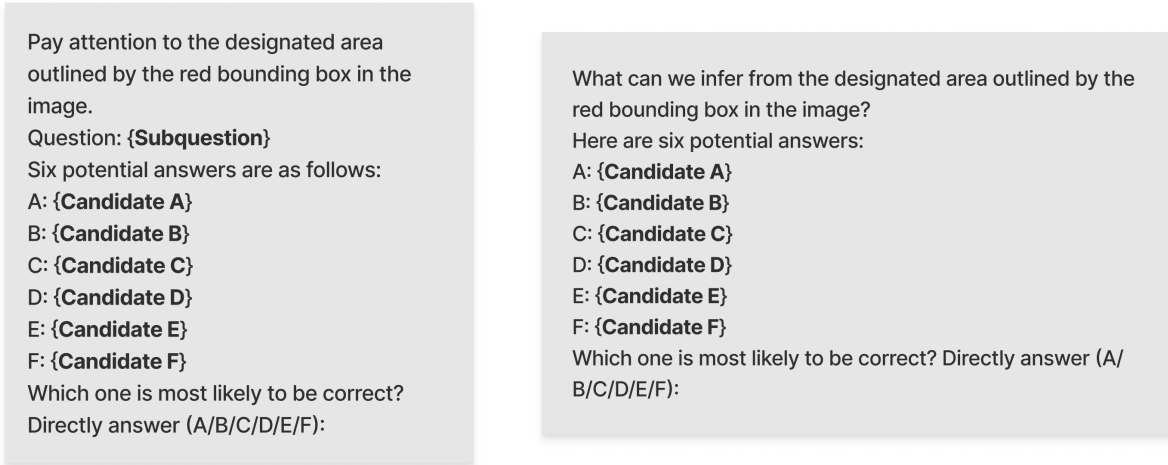 Pay attention to the designated area
outlined by the red bounding box in the
image.
Question: {Subquestion}
Six potential answers are as follows:
A: {Candidate A}
B: {Candidate B}
C: {Candidate C}
D: {Candidate D}
E: {Candidate E}
F: {Candidate F}
Which one is most likely to be correct?
Directly answer (A/B/C/D/E/F):
What can we infer from the designated area outlined by the
red bounding box in the image?
Here are six potential answers:
A: {Candidate A}
B: {Candidate B}
C: {Candidate C}
D: {Candidate D}
E: {Candidate E}
F: {Candidate F}
Which one is most likely to be correct? Directly answer (A/
B/C/D/E/F):